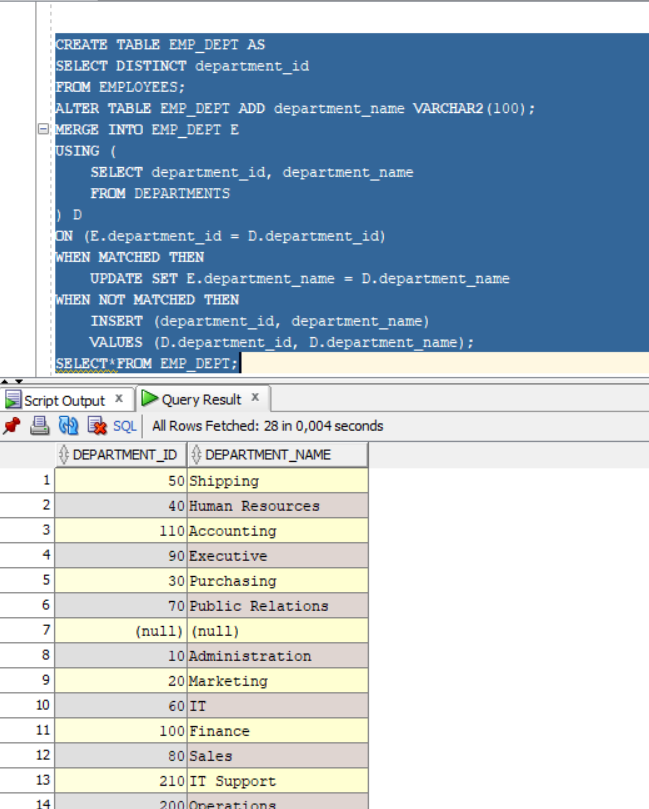 CREATE TABLE EMP_DEPT AS
SELECT DISTINCT department_id
FROM EMPLOYEES;
ALTER TABLE EMP_DEPT ADD department_name VARCHAR2(100);
MERGE INTO EMP_DEPT E
USING (
SELECT department_id, department_name
FROM DEPARTMENTS
) D
ON (E.department_id = D.department_id)
WHEN MATCHED THEN
UPDATE SET E.department_name = D.department_name
WHEN NOT MATCHED THEN
INSERT (department_id, department_name)
VALUES (D.department_id, D.department_name);
SELECT*FROM EMP_DEPT;
Script Output x Query Result x
SQL All Rows Fetched: 28 in 0,004 seconds
DEPARTMENT_ID DEPARTMENT_NAME
1 50 Shipping
2 40 Human Resources
3 110 Accounting
4 90 Executive
5 30 Purchasing
6 70 Public Relations
7 (null) (null)
8 10 Administration
9 20 Marketing
10 60 IT
11 100 Finance
12 80 Sales
13 210 IT Support
14 200 Operations